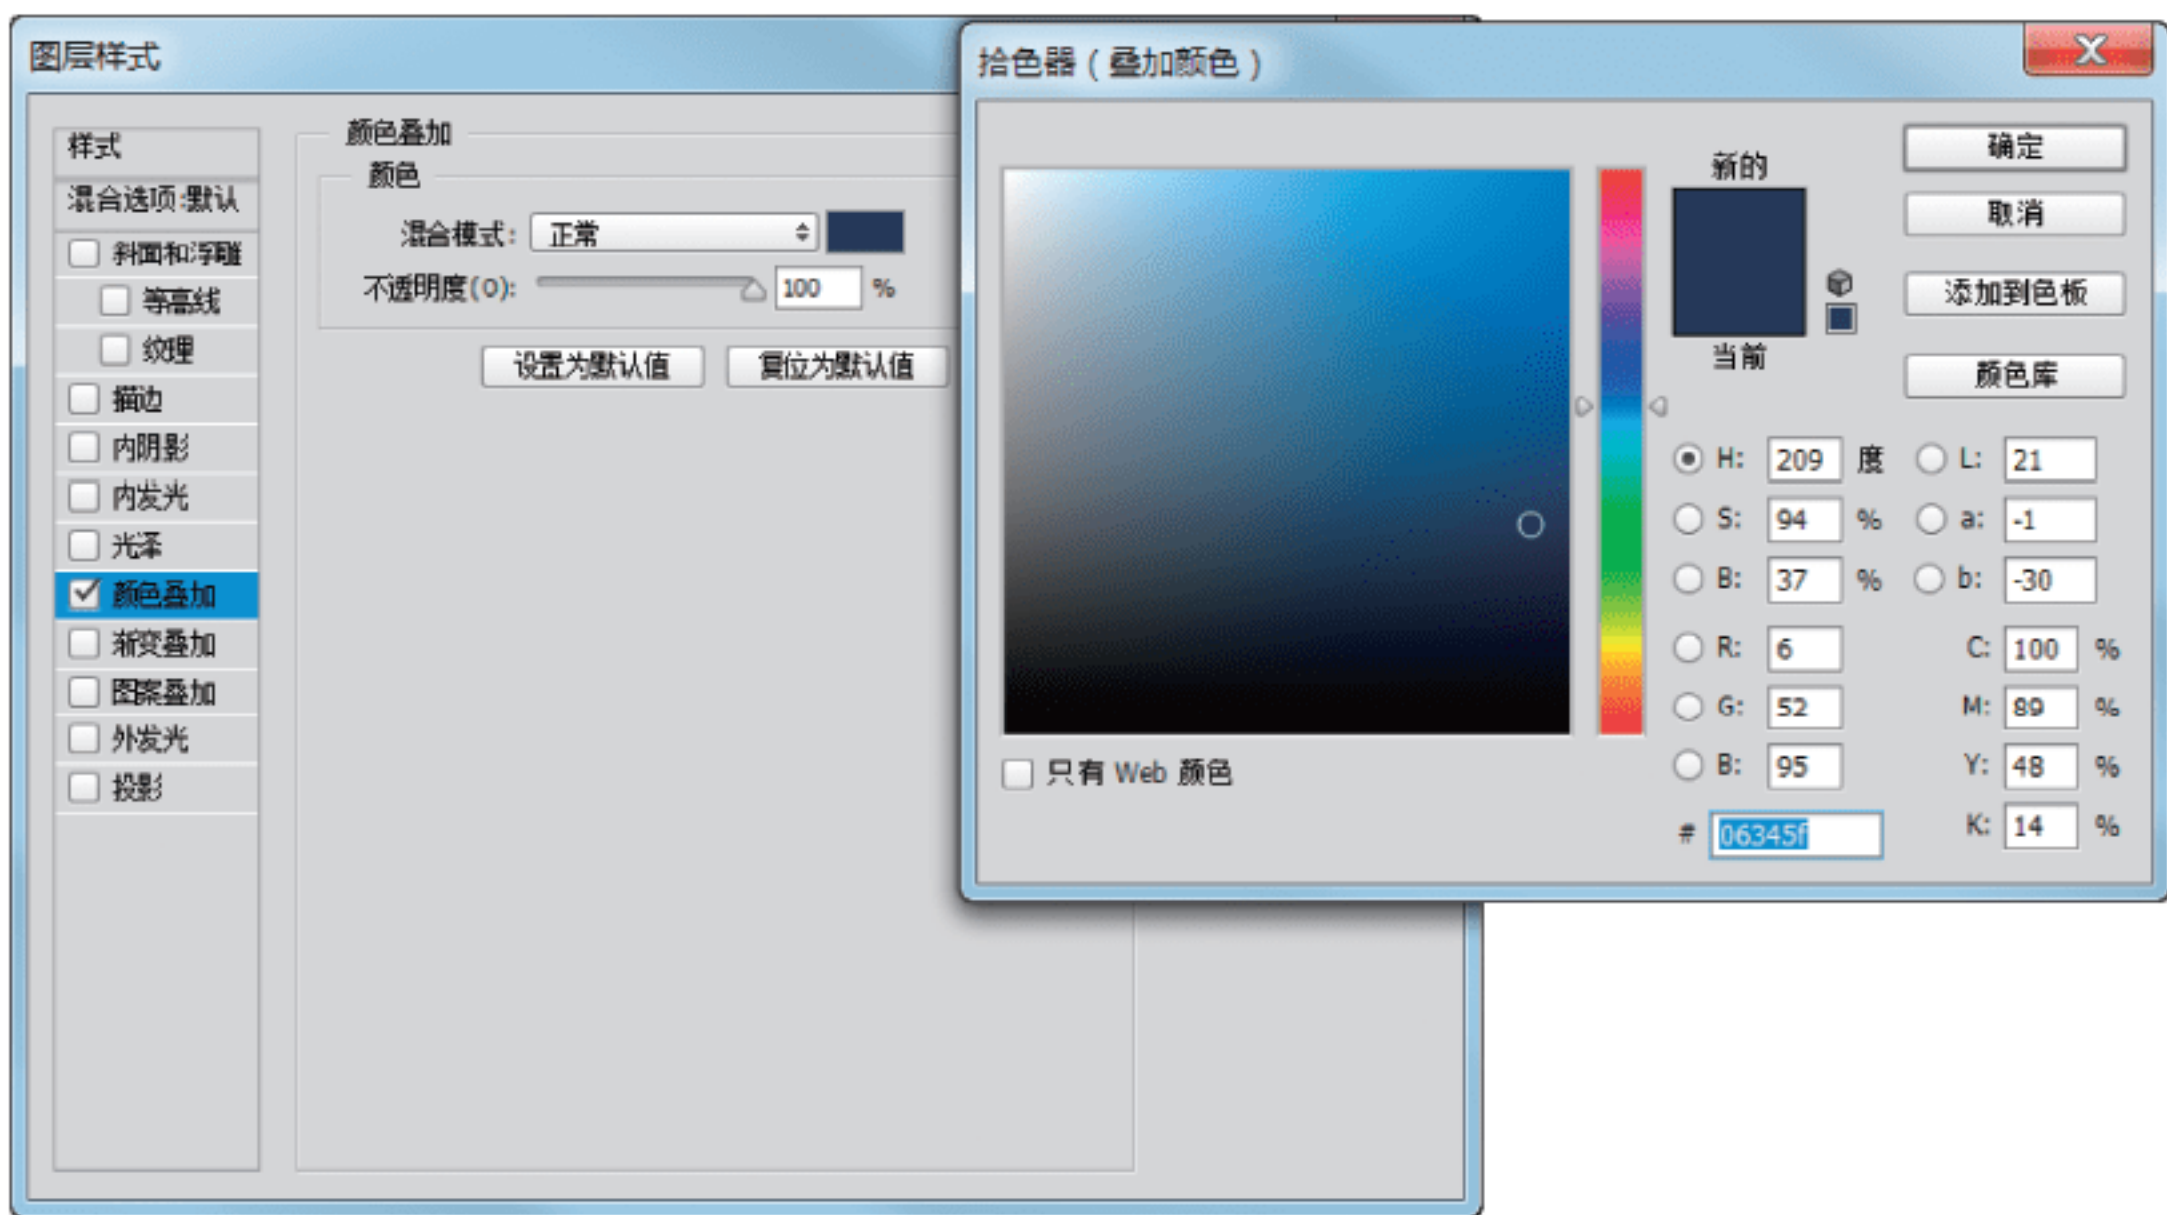 图层样式
样式
混合选项:默认
斜面和浮雕
等高线
纹理
描边
内阴影
内发光
光泽
颜色叠加
渐变叠加
图案叠加
外发光
投影
颜色叠加
颜色
混合模式: 正常
不透明度(O): 100 %
设置为默认值 复位为默认值
拾色器(叠加颜色)
新的
当前
确定
取消
添加到色板
颜色库
H: 209 度 L: 21
S: 94 % a: -1
B: 37 % b: -30
R: 6 C: 100 %
G: 52 M: 89 %
B: 95 Y: 48 %
# 06345f K: 14 %
只有 Web 颜色